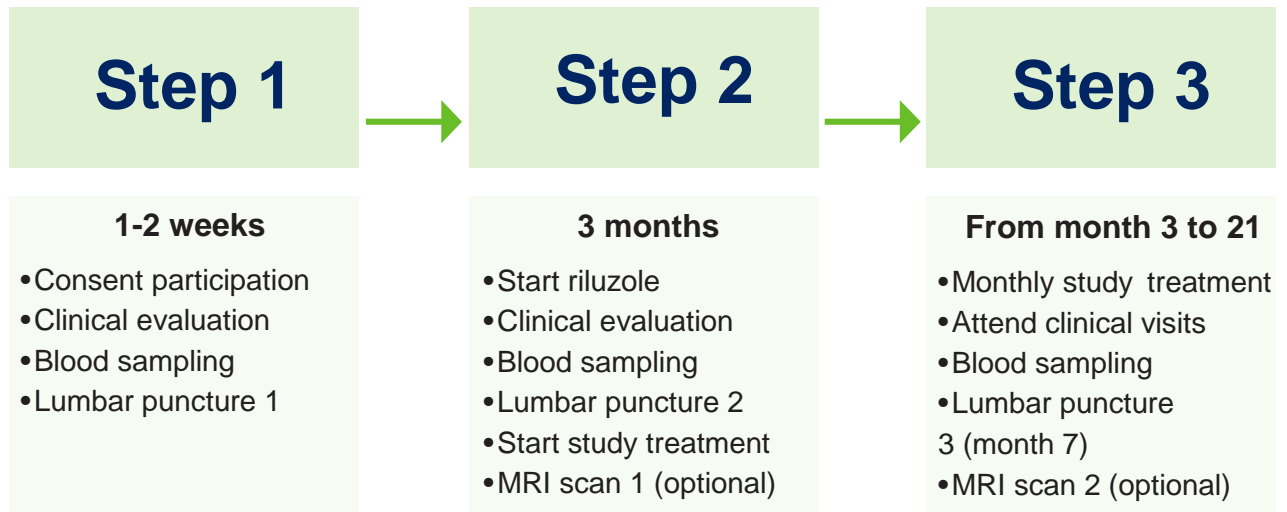 Step 1
Step 2
Step 3
1-2 weeks
•Consent participation
•Clinical evaluation
•Blood sampling
•Lumbar puncture 1
3 months
•Start riluzole
•Clinical evaluation
•Blood sampling
•Lumbar puncture 2
•Start study treatment
•MRI scan 1 (optional)
From month 3 to 21
•Monthly study treatment
•Attend clinical visits
•Blood sampling
•Lumbar puncture
3 (month 7)
•MRI scan 2 (optional)